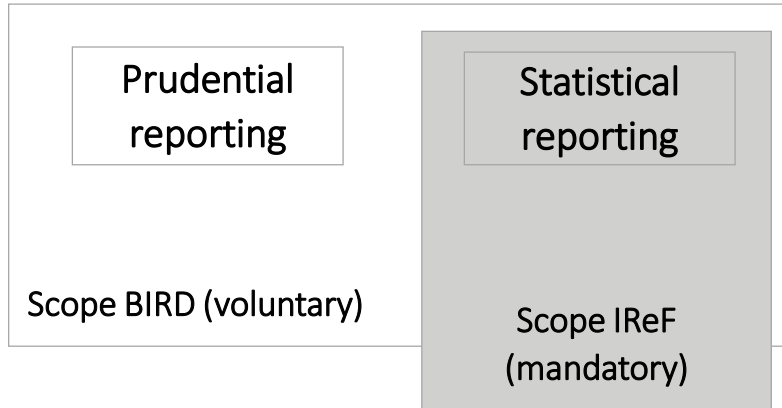 Prudential
reporting
Statistical
reporting
Scope BIRD (voluntary)
Scope IReF
(mandatory)